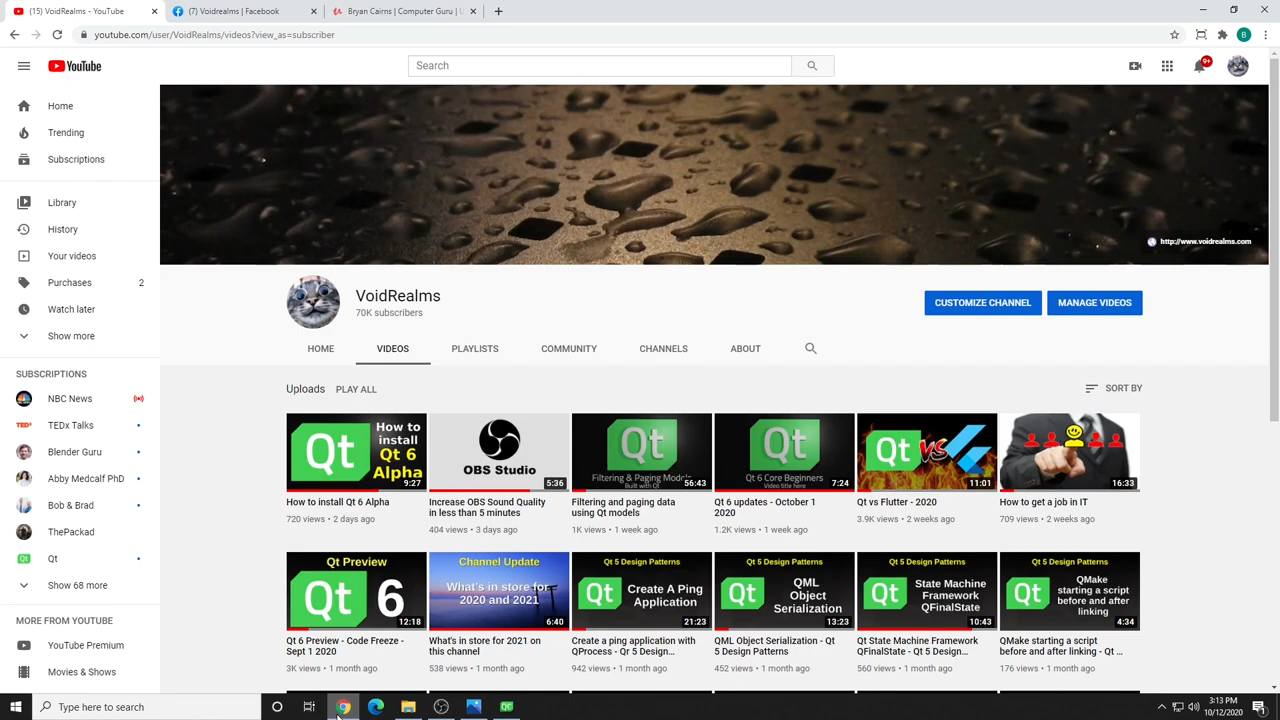 (15) VoidRealms - YouTube
(7) Voidrealms | Facebook
Bryan Cairns | Computer Guru | U
youtube.com/user/VoidRealms/videos?view_as=subscriber
B
YouTube
Search
9+
Home
Trending
Subscriptions
Library
History
Your videos
Purchases 2
Watch later
Show more
SUBSCRIPTIONS
NBC News
TEDx Talks
Blender Guru
Abby Medcalf PhD
Bob & Brad
ThePackad
Qt
Show 68 more
MORE FROM YOUTUBE
YouTube Premium
Movies & Shows
http://www.voidrealms.com
VoidRealms
70K subscribers
CUSTOMIZE CHANNEL MANAGE VIDEOS
HOME VIDEOS PLAYLISTS COMMUNITY CHANNELS ABOUT
Uploads PLAY ALL SORT BY
Qt
How to
install
Qt 6
Alpha
9:27
How to install Qt 6 Alpha
720 views • 2 days ago
OBS Studio
5:36
Increase OBS Sound Quality
in less than 5 minutes
404 views • 3 days ago
Qt
Filtering & Paging Models
Built with Qt
56:43
Filtering and paging data
using Qt models
1K views • 1 week ago
Qt
Qt 6 Core Beginners
Video title here
7:24
Qt 6 updates - October 1
2020
1.2K views • 1 week ago
Qt VS
11:01
Qt vs Flutter - 2020
3.9K views • 2 weeks ago
16:33
How to get a job in IT
709 views • 2 weeks ago
Qt Preview
Qt 6
12:18
Qt 6 Preview - Code Freeze -
Sept 1 2020
3K views • 1 month ago
Channel Update
What's in store for
2020 and 2021
6:40
What's in store for 2021 on
this channel
538 views • 1 month ago
Qt 5 Design Patterns
Qt
Create A Ping
Application
21:23
Create a ping application with
QProcess - Qr 5 Design...
942 views • 1 month ago
Qt 5 Design Patterns
Qt
QML
Object
Serialization
13:23
QML Object Serialization - Qt
5 Design Patterns
452 views • 1 month ago
Qt 5 Design Patterns
Qt
State Machine
Framework
QFinalState
10:43
Qt State Machine Framework
QFinalState - Qt 5 Design...
560 views • 1 month ago
Qt 5 Design Patterns
Qt
QMake
starting a script
before and after
linking
4:34
QMake starting a script
before and after linking - Qt ...
176 views • 1 month ago
Type here to search
3:13 PM
10/12/2020
1